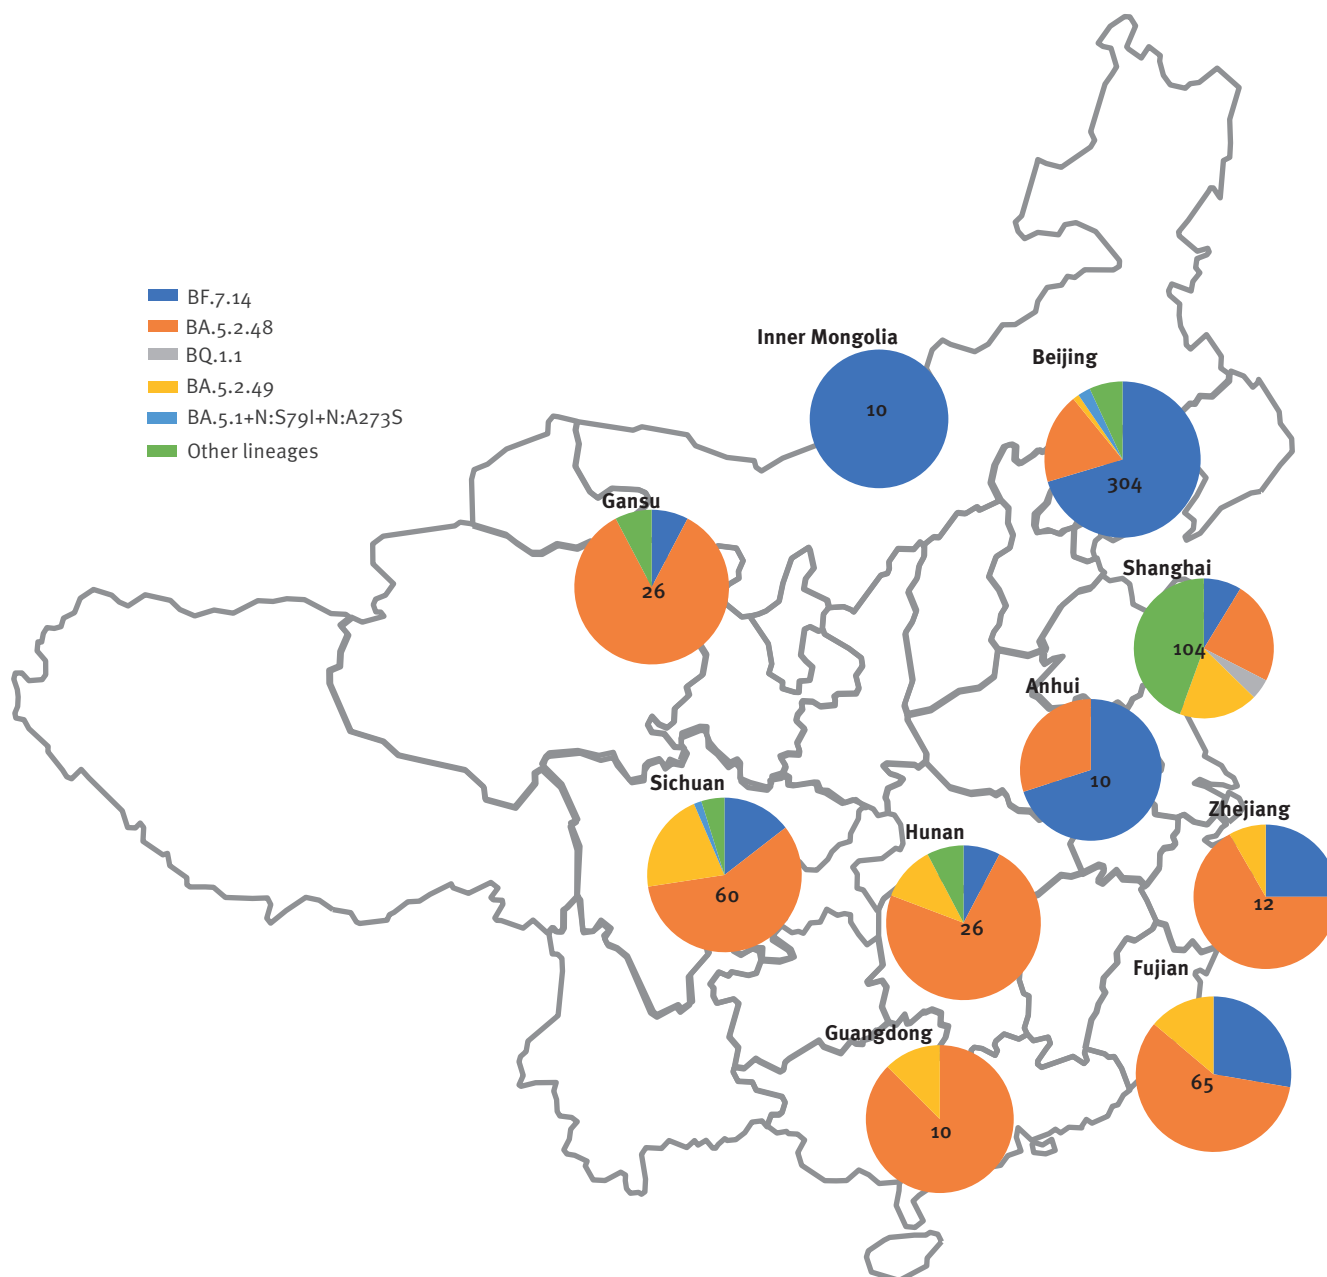 BF.7.14
BA.5.2.48
BQ.1.1
BA.5.2.49
BA.5.1+N:S79I+N:A273S
Other lineages
Inner Mongolia
10
Beijing
304
Gansu
26
Shanghai
104
Anhui
10
Sichuan
60
Hunan
26
Zhejiang
12
Fujian
65
Guangdong
10